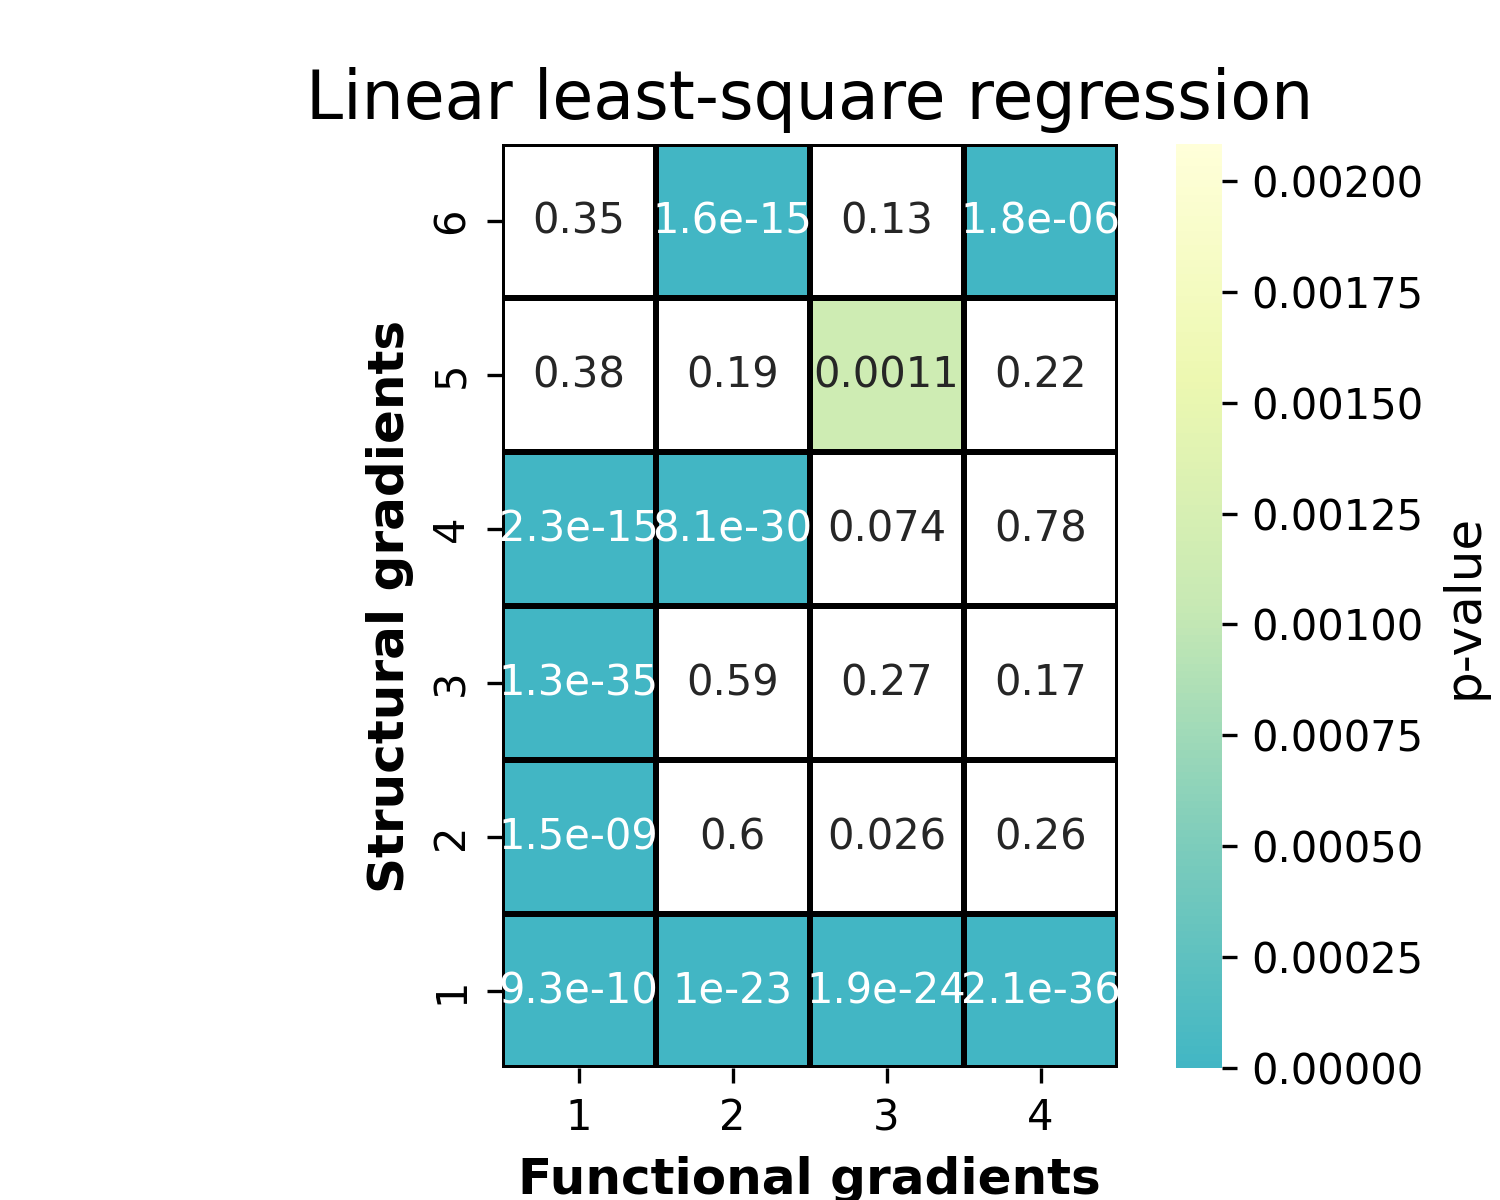 Linear least-square regression
6 0.35 1.6e-15 0.13 1.8e-06
5 0.38 0.19 0.0011 0.22
4 2.3e-15 8.1e-30 0.074 0.78
3 1.3e-35 0.59 0.27 0.17
2 1.5e-09 0.6 0.026 0.26
1 9.3e-10 1e-23 1.9e-24 2.1e-36
1 2 3 4
Structural gradients
Functional gradients
0.00200
0.00175
0.00150
0.00125
0.00100
0.00075
0.00050
0.00025
0.00000
p-value